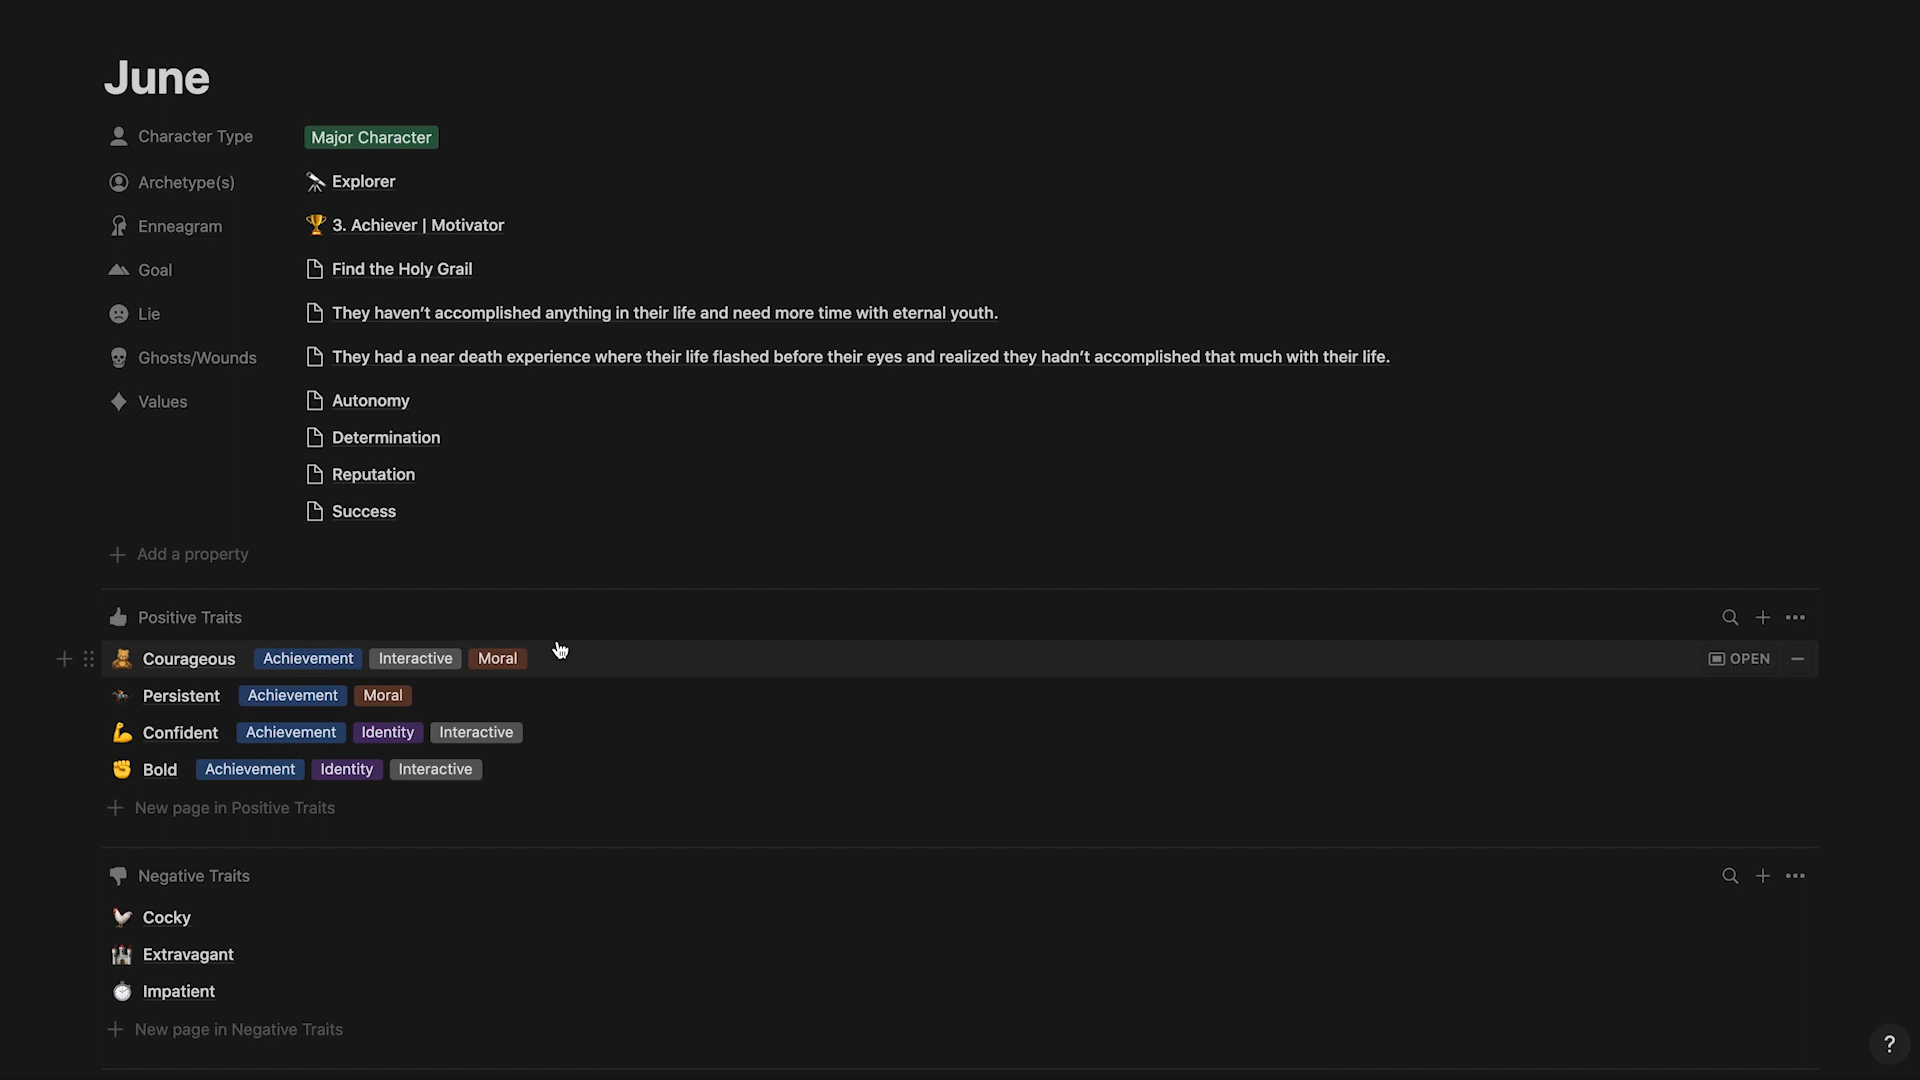 June
Character Type Major Character
Archetype(s) Explorer
Enneagram 3. Achiever | Motivator
Goal Find the Holy Grail
Lie They haven't accomplished anything in their life and need more time with eternal youth.
Ghosts/Wounds They had a near death experience where their life flashed before their eyes and realized they hadn't accomplished that much with their life.
Values Autonomy
Determination
Reputation
Success
Add a property
Positive Traits
Courageous Achievement Interactive Moral OPEN
Persistent Achievement Moral
Confident Achievement Identity Interactive
Bold Achievement Identity Interactive
New page in Positive Traits
Negative Traits
Cocky
Extravagant
Impatient
New page in Negative Traits
?